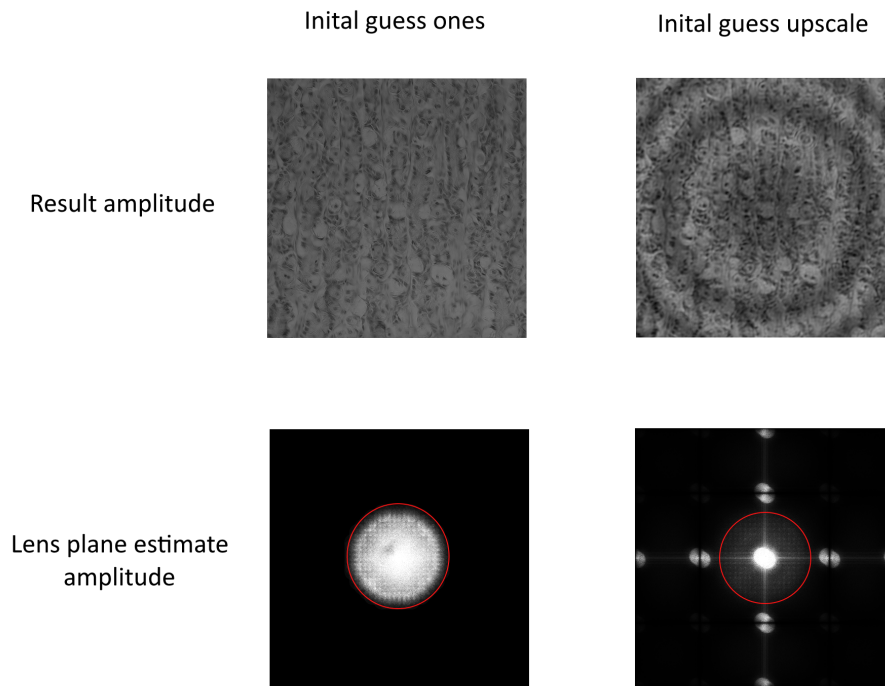 Inital guess ones
Inital guess upscale
Result amplitude
Lens plane estimate
amplitude